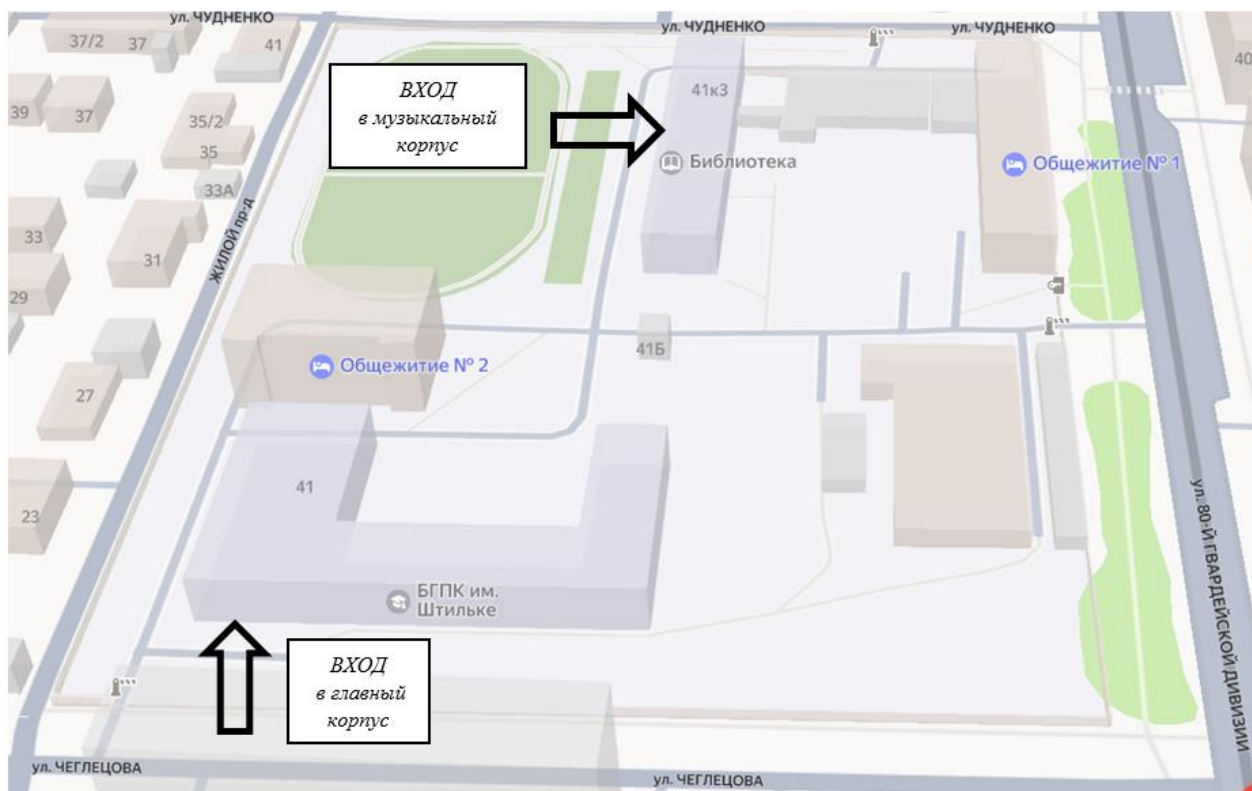 ул. ЧУДНЕНКО
ул. ЧУДНЕНКО
ул. ЧУДНЕНКО
37/2
37
41
40
39
37
35/2
35
33А
ВХОД
в музыкальный
корпус
41к3
Библиотека
Общежитие № 1
ЖИЛОЙ пр-д
33
31
29
27
23
41Б
Общежитие № 2
41
БГПК им.
Штильке
ул. 80-Й ГВАРДЕЙСКОЙ ДИВИЗИИ
ВХОД
в главный
корпус
ул. ЧЕГЛЕЦОВА
ул. ЧЕГЛЕЦОВА